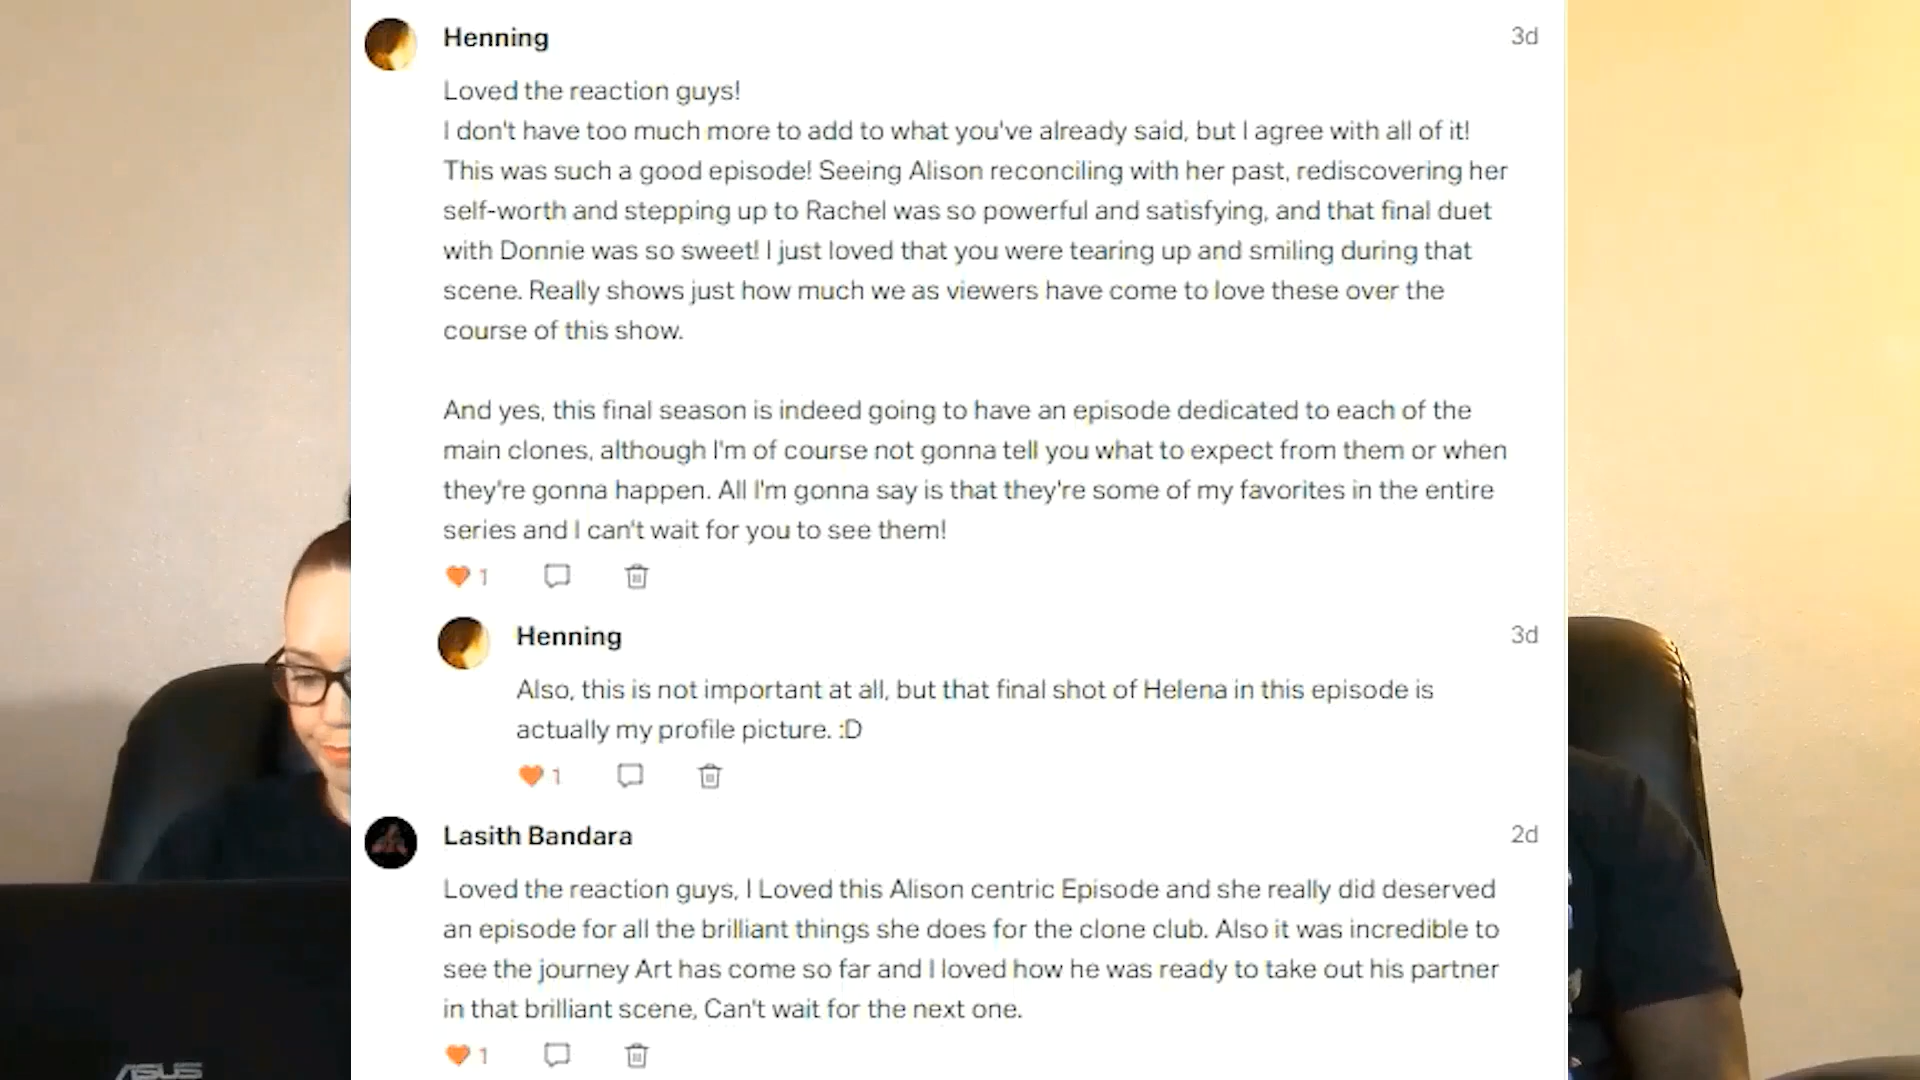 Henning 3d
Loved the reaction guys!
I don't have too much more to add to what you've already said, but I agree with all of it!
This was such a good episode! Seeing Alison reconciling with her past, rediscovering her
self-worth and stepping up to Rachel was so powerful and satisfying, and that final duet
with Donnie was so sweet! I just loved that you were tearing up and smiling during that
scene. Really shows just how much we as viewers have come to love these over the
course of this show.
And yes, this final season is indeed going to have an episode dedicated to each of the
main clones, although I'm of course not gonna tell you what to expect from them or when
they're gonna happen. All I'm gonna say is that they're some of my favorites in the entire
series and I can't wait for you to see them!
1
Henning 3d
Also, this is not important at all, but that final shot of Helena in this episode is
actually my profile picture. :D
1
Lasith Bandara 2d
Loved the reaction guys, I Loved this Alison centric Episode and she really did deserved
an episode for all the brilliant things she does for the clone club. Also it was incredible to
see the journey Art has come so far and I loved how he was ready to take out his partner
in that brilliant scene, Can't wait for the next one.
1
ASUS